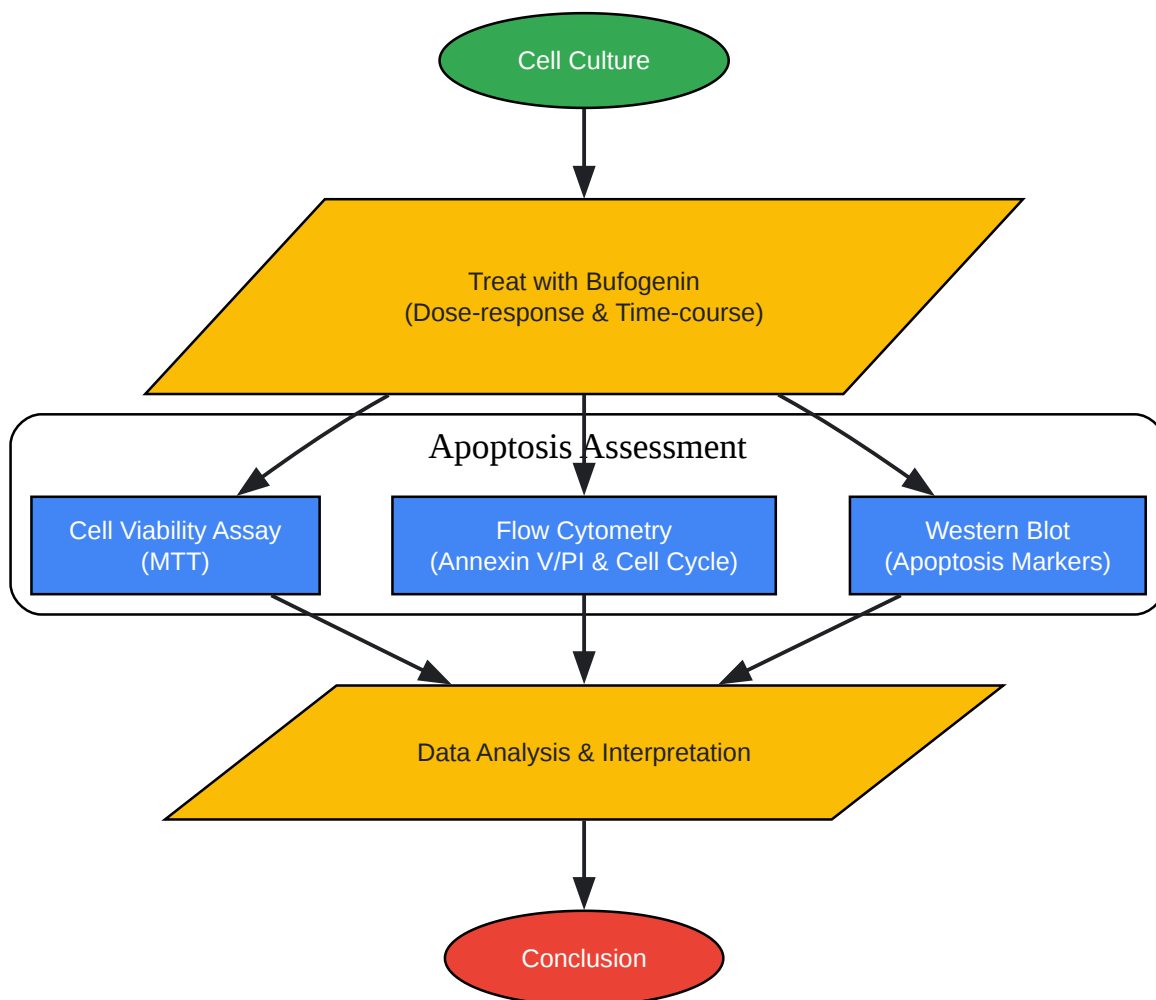 Cell Culture
Treat with Bufogenin
(Dose-response & Time-course)
Apoptosis Assessment
Cell Viability Assay
(MTT)
Flow Cytometry
(Annexin V/PI & Cell Cycle)
Western Blot
(Apoptosis Markers)
Data Analysis & Interpretation
Conclusion